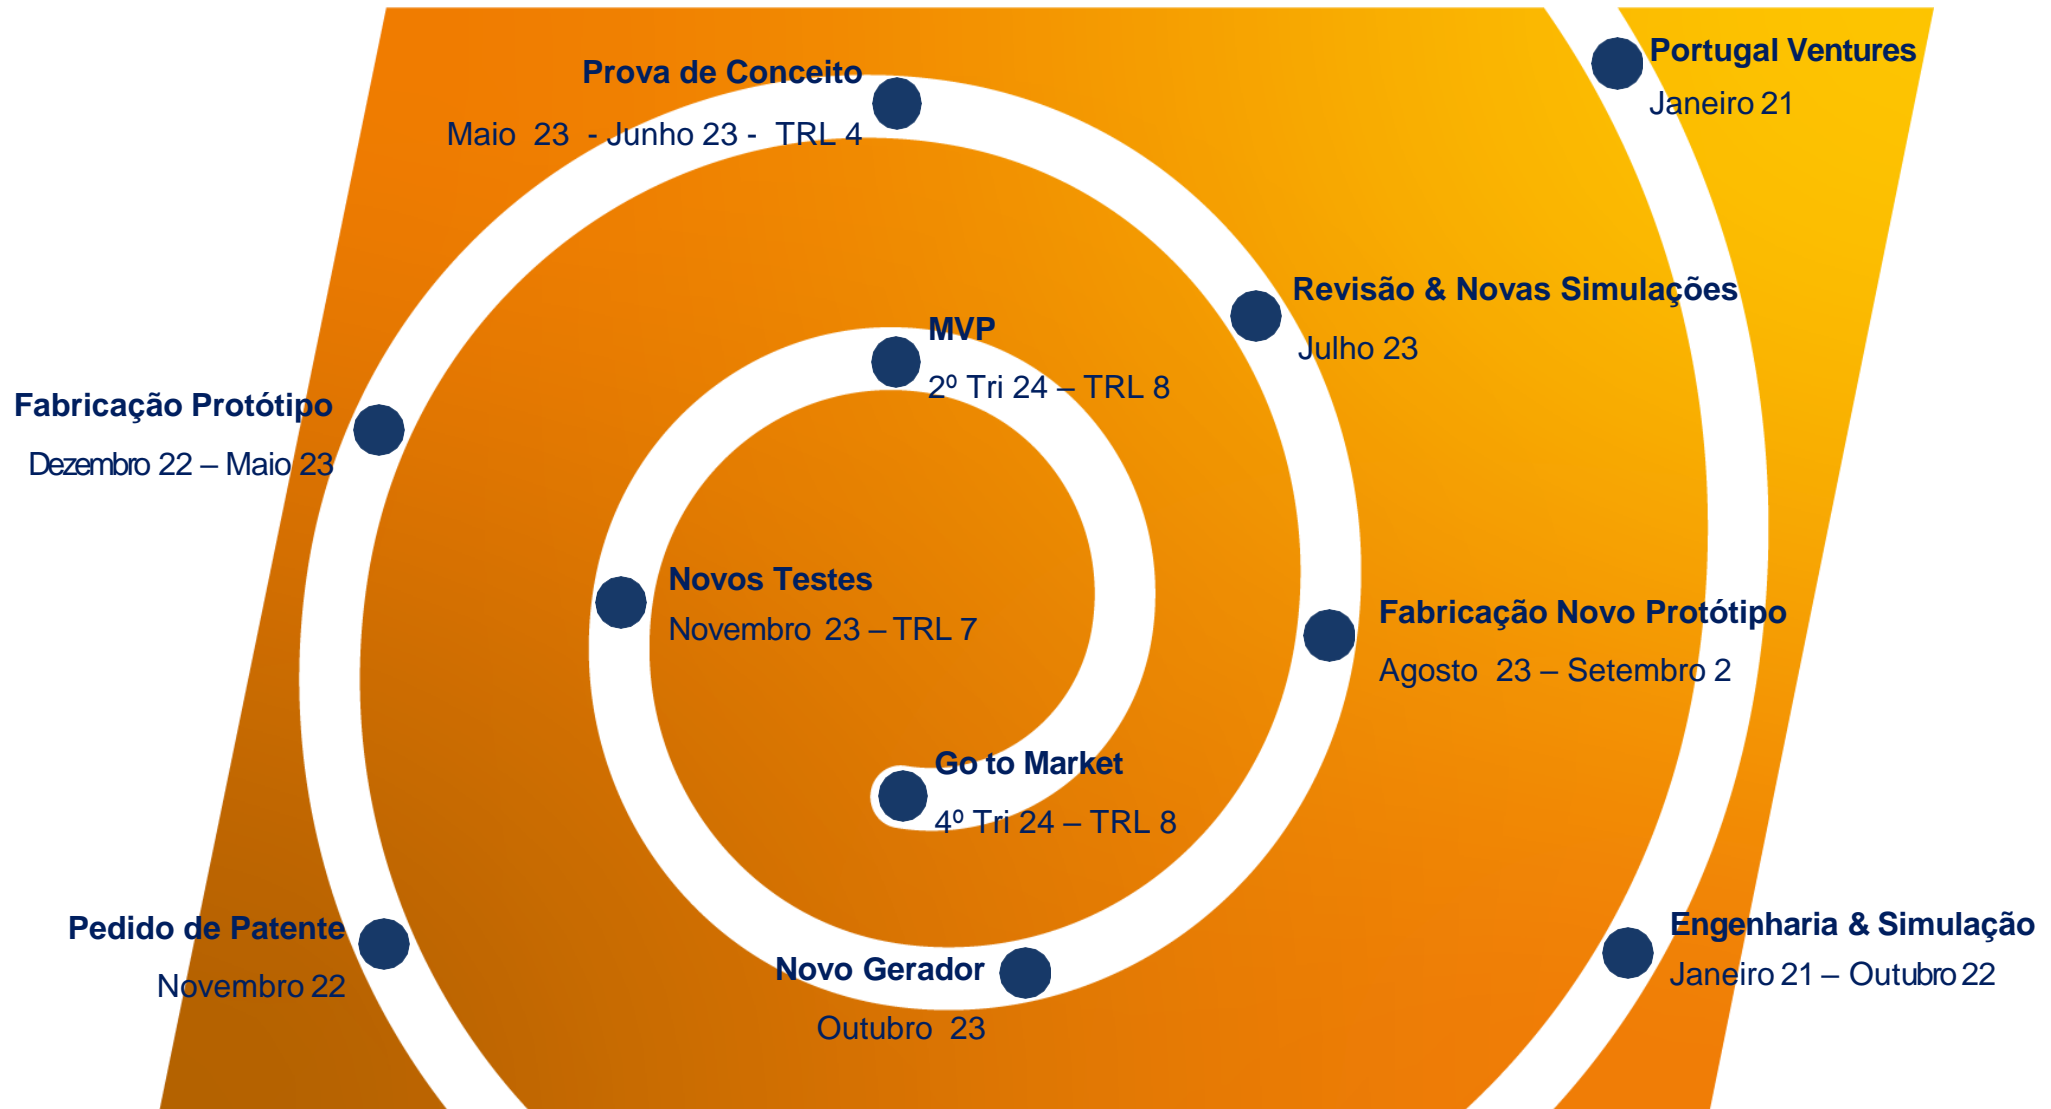 Portugal Ventures
Janeiro 21
Prova de Conceito
Maio 23 - Junho 23 - TRL 4
Revisão & Novas Simulações
Julho 23
MVP
2º Tri 24 – TRL 8
Fabricação Protótipo
Dezembro 22 – Maio 23
Novos Testes
Novembro 23 – TRL 7
Fabricação Novo Protótipo
Agosto 23 – Setembro 2
Go to Market
4º Tri 24 – TRL 8
Pedido de Patente
Novembro 22
Engenharia & Simulação
Janeiro 21 – Outubro 22
Novo Gerador
Outubro 23